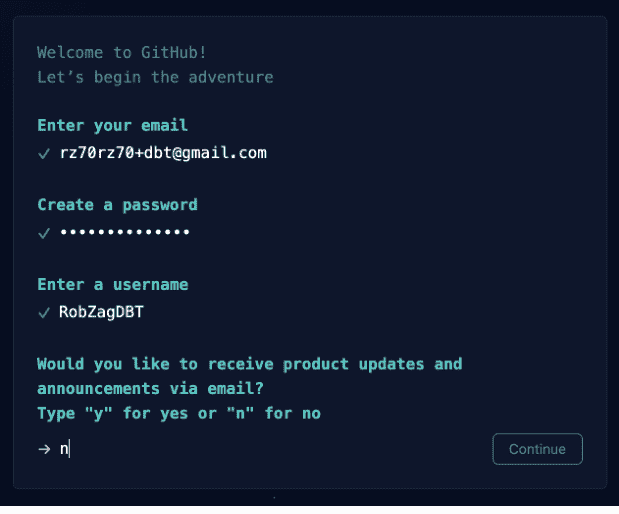 Welcome to GitHub!
Let’s begin the adventure
Enter your email
✓ rz70rz70+dbt@gmail.com
Create a password
✓ ••••••••••••••
Enter a username
✓ RobZagDBT
Would you like to receive product updates and
announcements via email?
Type "y" for yes or "n" for no
→ n
Continue